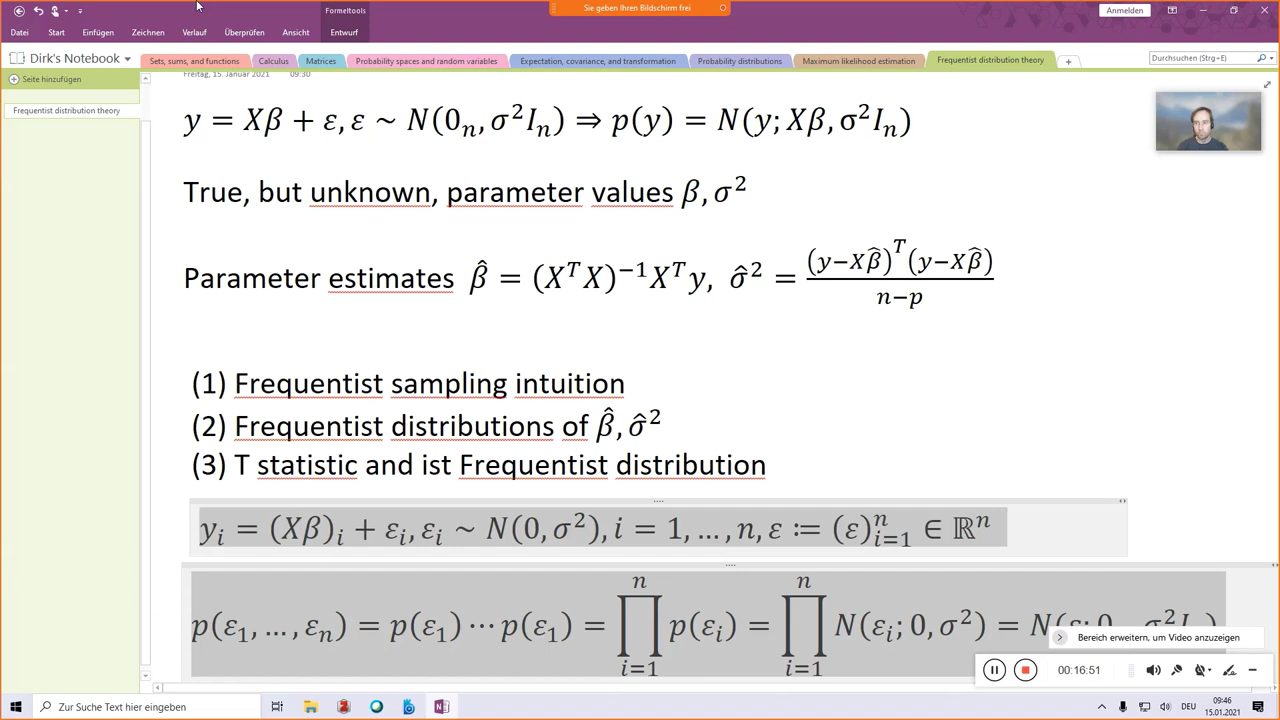 Formeltools
Sie geben Ihren Bildschirm frei
Anmelden
Datei Start Einfügen Zeichnen Verlauf Überprüfen Ansicht Entwurf
Dirk's Notebook
Sets, sums, and functions Calculus Matrices Probability spaces and random variables Expectation, covariance, and transformation Probability distributions Maximum likelihood estimation Frequentist distribution theory
Durchsuchen (Strg+E)
Seite hinzufügen
Freitag, 15. Januar 2021 09:30
Frequentist distribution theory
y = Xβ + ε, ε ~ N(0ₙ, σ²Iₙ) ⇒ p(y) = N(y; Xβ, σ²Iₙ)
True, but unknown, parameter values β, σ²
Parameter estimates β̂ = (XᵀX)⁻¹Xᵀy, σ̂² = (y−Xβ̂)ᵀ(y−Xβ̂) / n−p
(1) Frequentist sampling intuition
(2) Frequentist distributions of β̂, σ̂²
(3) T statistic and ist Frequentist distribution
yᵢ = (Xβ)ᵢ + εᵢ, εᵢ ~ N(0, σ²), i = 1, … , n, ε ≔ (ε)ⁿᵢ₌₁ ∈ ℝⁿ
p(ε₁, … , εₙ) = p(ε₁) ⋯ p(ε₁) = ∏ⁿᵢ₌₁ p(εᵢ) = ∏ⁿᵢ₌₁ N(εᵢ; 0, σ²) =
Bereich erweitern, um Video anzuzeigen
00:16:51
Zur Suche Text hier eingeben
DEU
09:46
15.01.2021